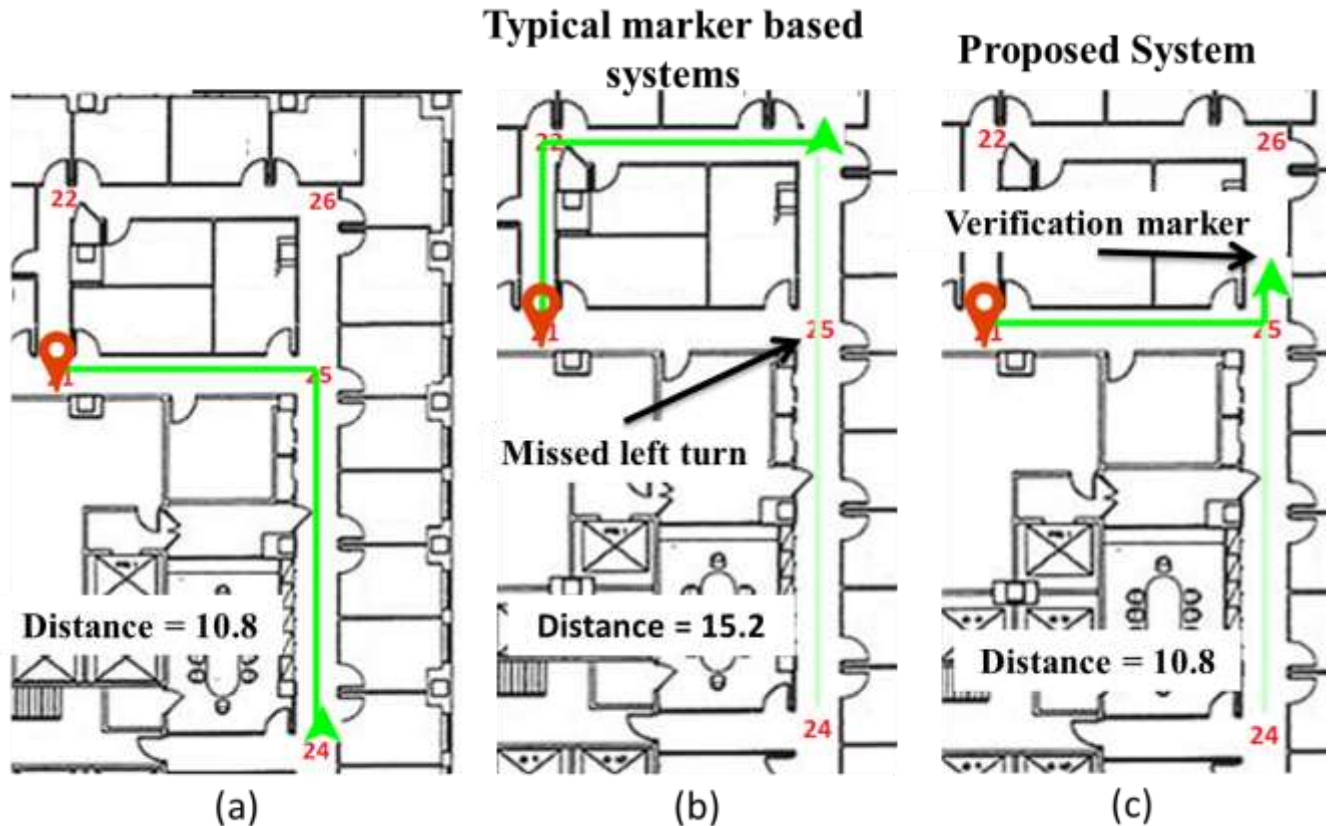 Typical marker based
systems
Proposed System
22
26
21
25
Distance = 10.8
24
(a)
22
21
25
Missed left turn
Distance = 15.2
24
(b)
22
26
Verification marker
21
25
Distance = 10.8
24
(c)